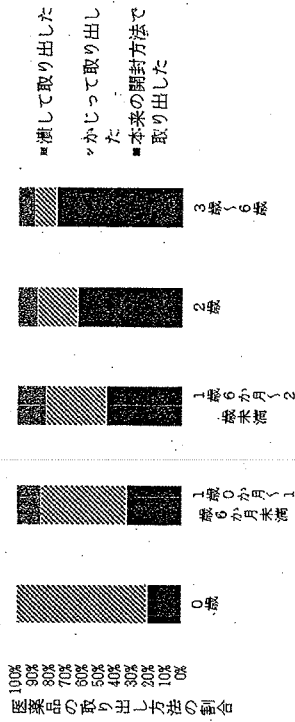 医薬品の取り出し方法の割合
100%
90%
80%
70%
60%
50%
40%
30%
20%
10%
0%
0歳
1歳0か月～1
歳6か月未満
1歳6か月～2
歳未満
2歳
3歳～6歳
潰して取り出した
かじって取り出し
た
本来の開封方法で
取り出した